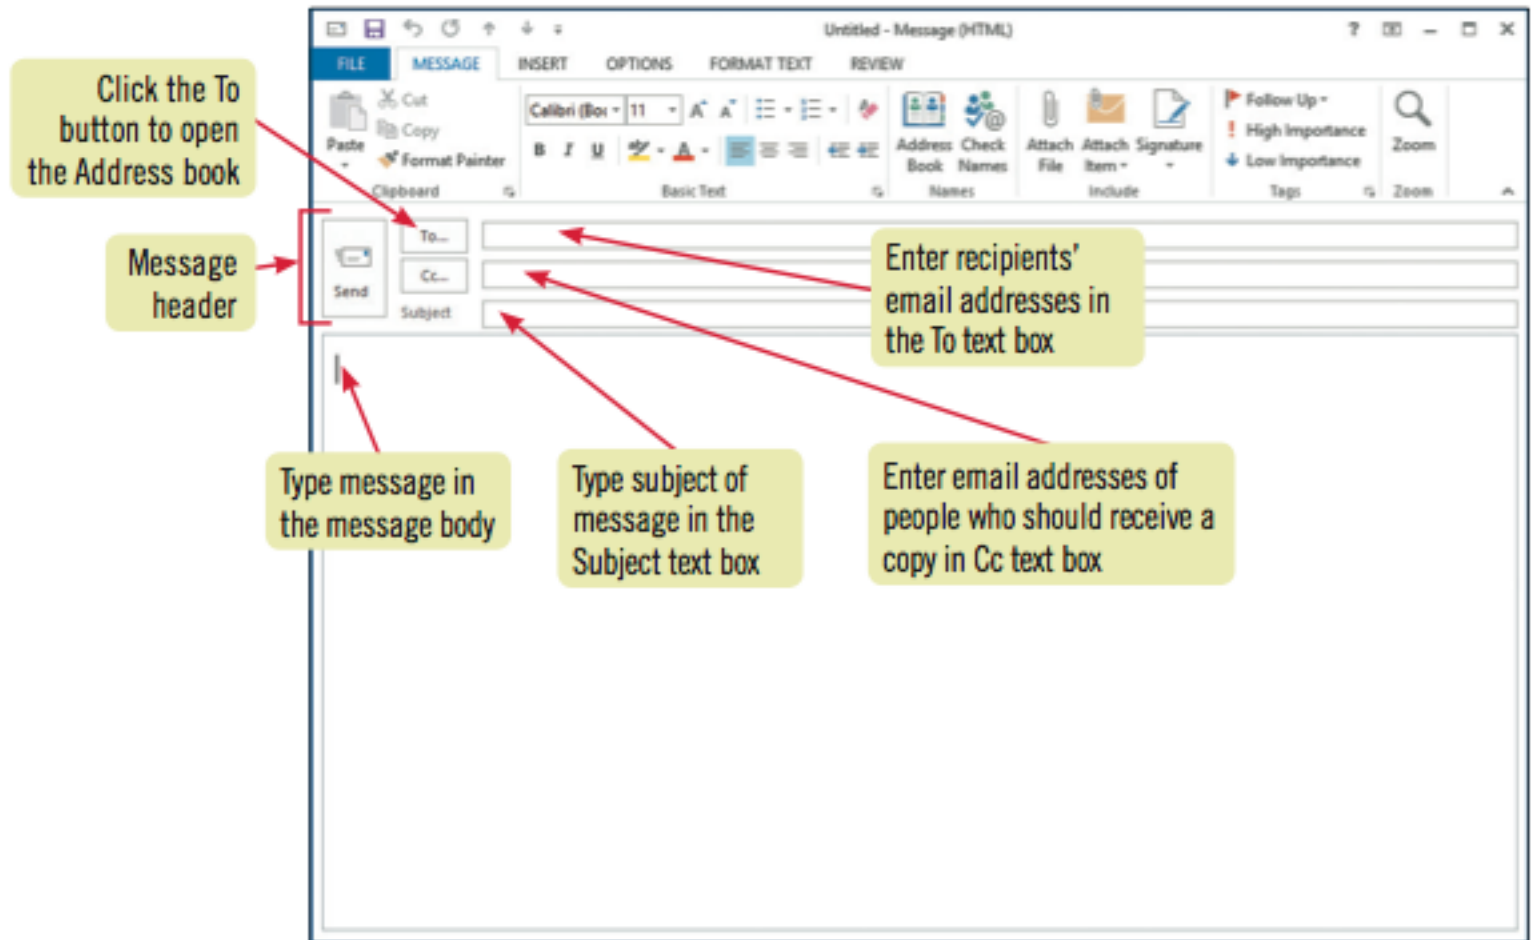 Untitled - Message (HTML)
?
FILE MESSAGE INSERT OPTIONS FORMAT TEXT REVIEW
Click the To
button to open
the Address book
Paste
Cut
Copy
Format Painter
Clipboard
Calibri (Bo 11 A A
B I U A
Basic Text
Address Book
Check Names
Names
Attach File
Attach Item
Signature
Include
Follow Up
! High Importance
Low Importance
Tags
Zoom
Zoom
Message
header
Send
To...
Cc...
Subject
Enter recipients'
email addresses in
the To text box
Type message in
the message body
Type subject of
message in the
Subject text box
Enter email addresses of
people who should receive a
copy in Cc text box